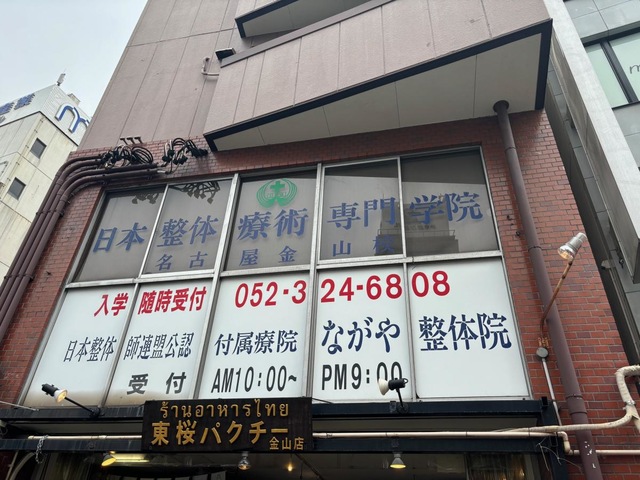 日本整体療術専門学院
名古屋金山校
入学 随時受付 052-324-6808
日本整体師連盟公認 付属療院 ながや整体院
受付 AM10:00~PM9:00
ร้านอาหารไทย
東桜パクチー 金山店
m